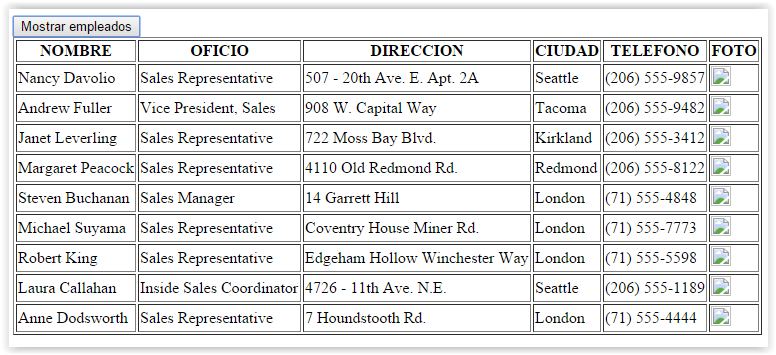 Mostrar empleados
NOMBRE OFICIO DIRECCION CIUDAD TELEFONO FOTO
Nancy Davolio Sales Representative 507 - 20th Ave. E. Apt. 2A Seattle (206) 555-9857
Andrew Fuller Vice President, Sales 908 W. Capital Way Tacoma (206) 555-9482
Janet Leverling Sales Representative 722 Moss Bay Blvd. Kirkland (206) 555-3412
Margaret Peacock Sales Representative 4110 Old Redmond Rd. Redmond (206) 555-8122
Steven Buchanan Sales Manager 14 Garrett Hill London (71) 555-4848
Michael Suyama Sales Representative Coventry House Miner Rd. London (71) 555-7773
Robert King Sales Representative Edgeham Hollow Winchester Way London (71) 555-5598
Laura Callahan Inside Sales Coordinator 4726 - 11th Ave. N.E. Seattle (206) 555-1189
Anne Dodsworth Sales Representative 7 Houndstooth Rd. London (71) 555-4444